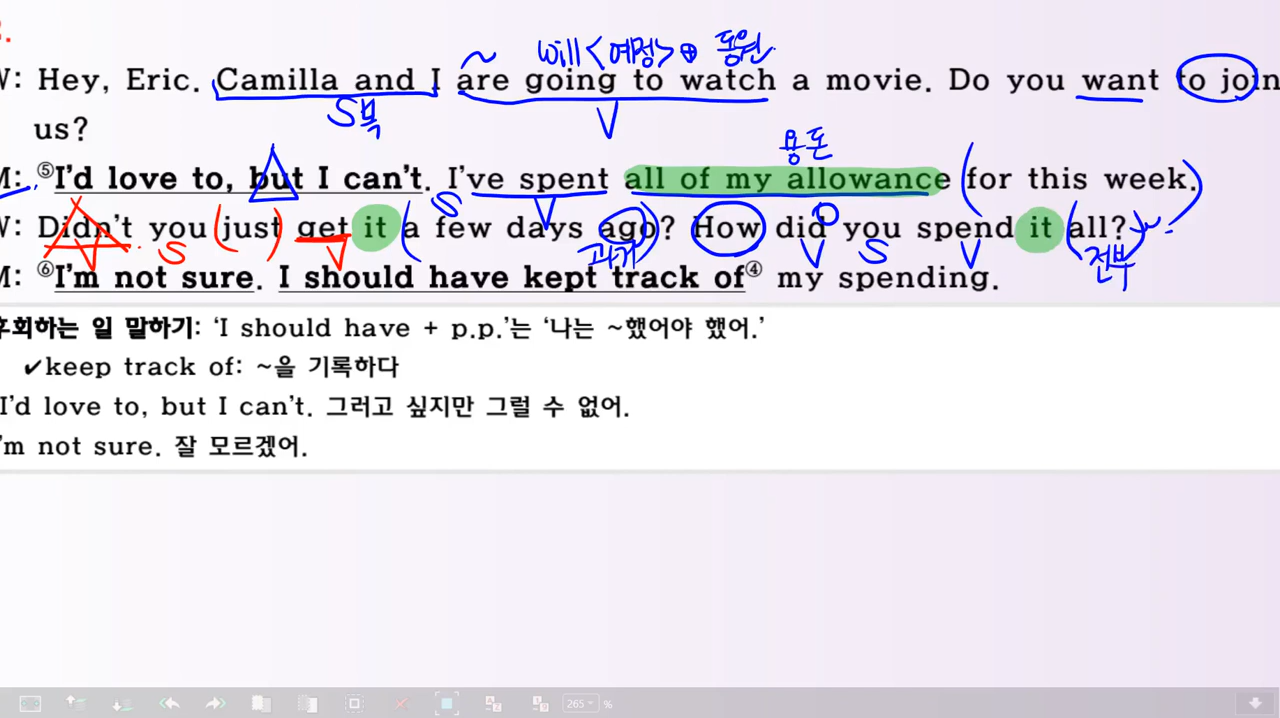 will<예정>⊕ 동원
W: Hey, Eric. Camilla and I are going to watch a movie. Do you want to join
S복 V
us?
용돈
M: ⑤I'd love to, but I can't. I've spent all of my allowance (for this week.)
S V
W: Didn't you (just) get it (a few days ago)? How did you spend it (all?)
V S V 과거 V S V 전부
M: ⑥I'm not sure. I should have kept track of④ my spending.
후회하는 일 말하기: 'I should have + p.p.'는 '나는 ~했어야 했어.'
✔keep track of: ~을 기록하다
I'd love to, but I can't. 그러고 싶지만 그럴 수 없어.
'm not sure. 잘 모르겠어.
265 %